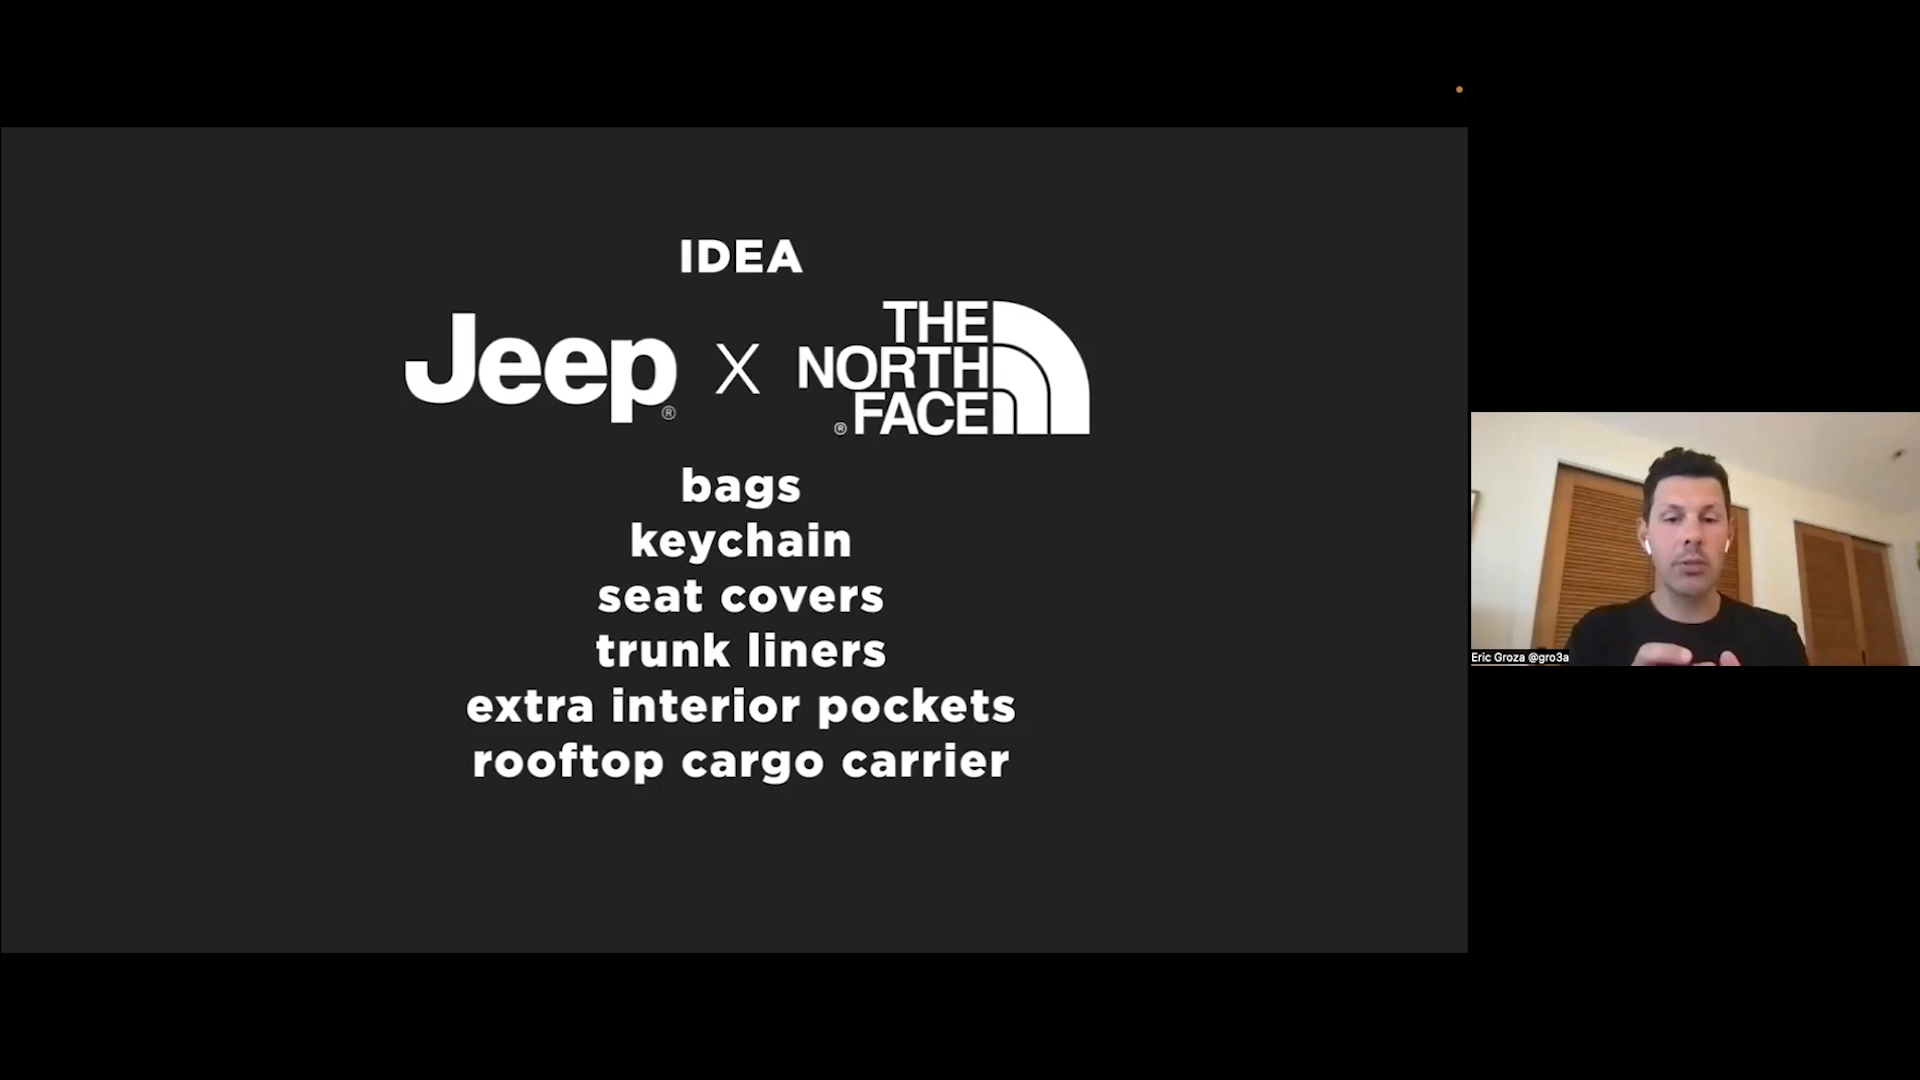 IDEA
Jeep® X THE NORTH FACE®
bags
keychain
seat covers
trunk liners
extra interior pockets
rooftop cargo carrier
Eric Groza @gro3a